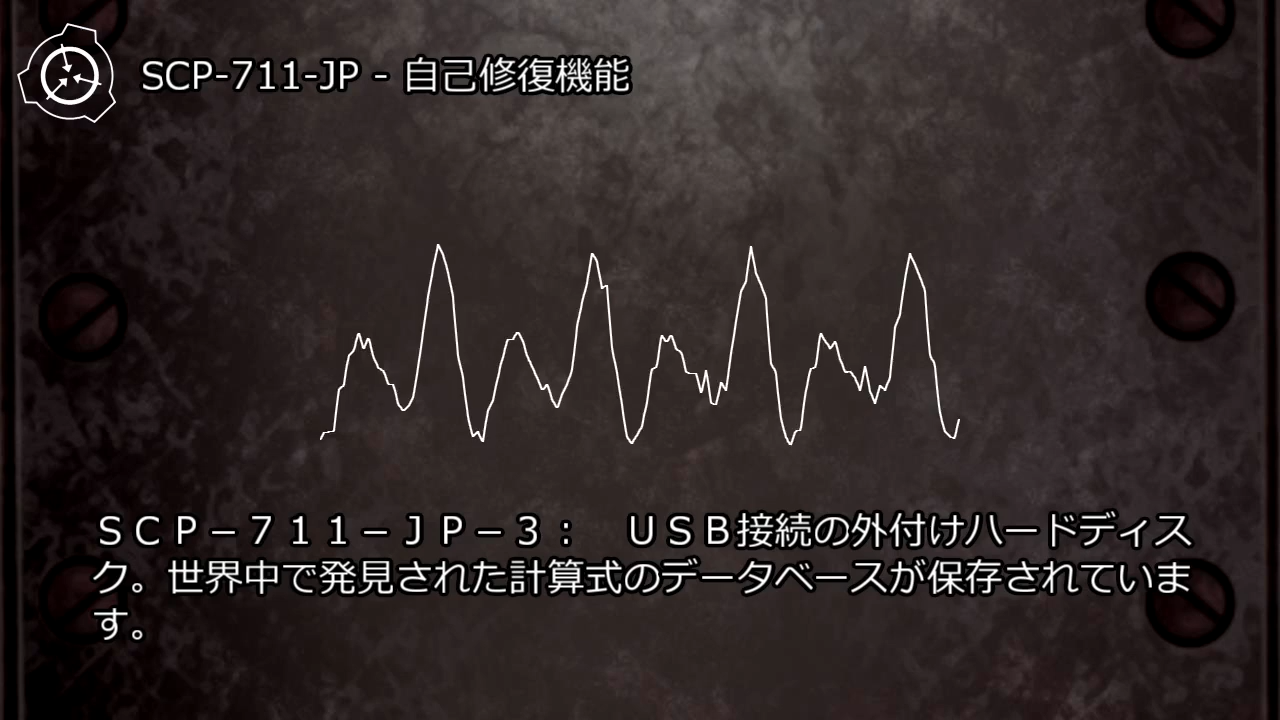 SCP-711-JP - 自己修復機能
ＳＣＰ－７１１－ＪＰ－３：　ＵＳＢ接続の外付けハードディス
ク。世界中で発見された計算式のデータベースが保存されていま
す。